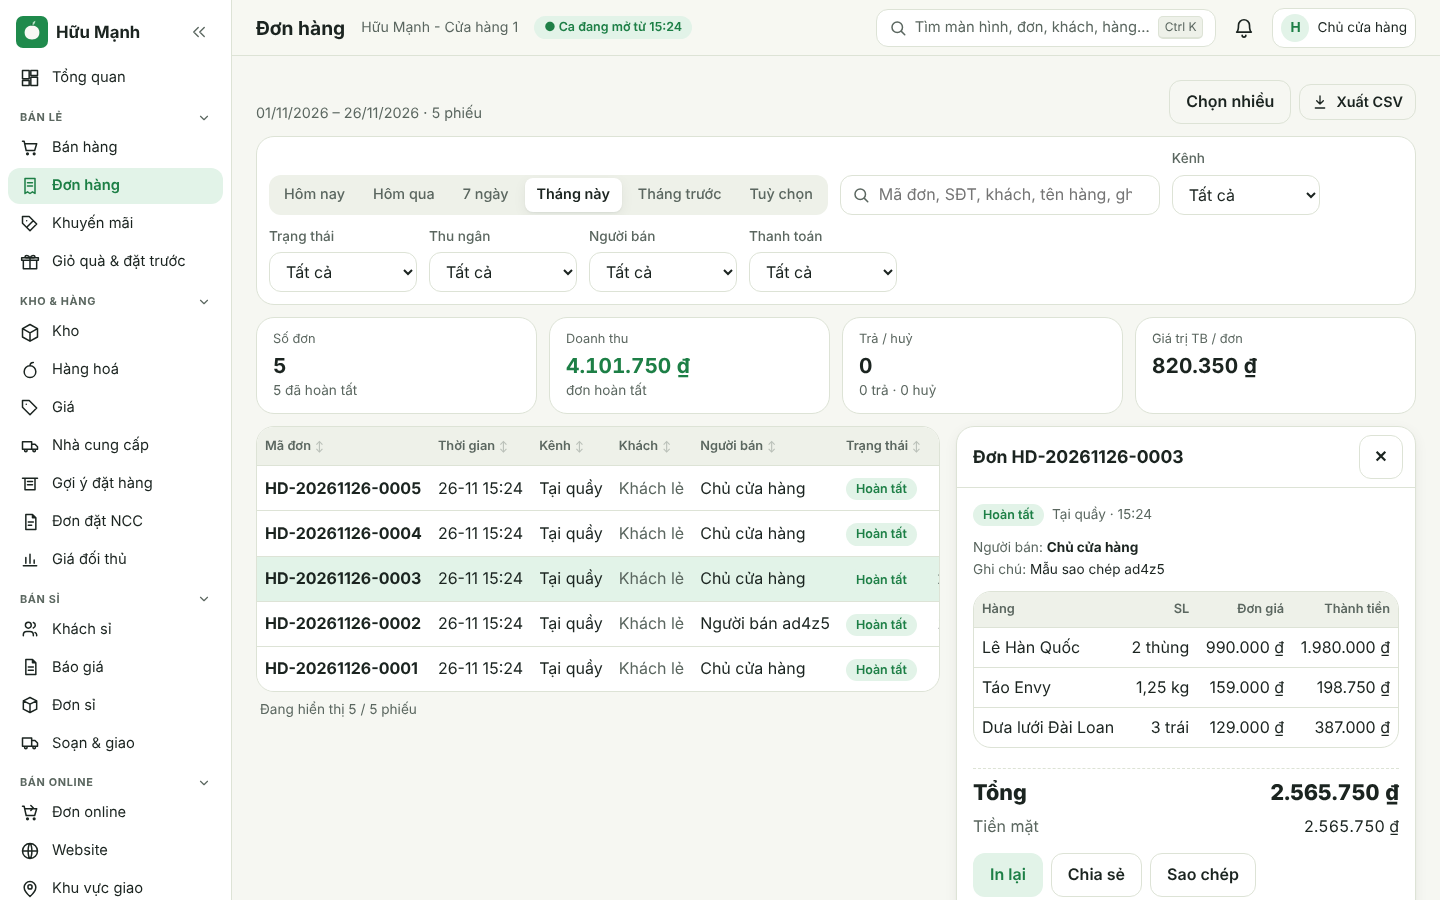 Hữu Mạnh
Tổng quan
BÁN LẺ
Bán hàng
Đơn hàng
Khuyến mãi
Giỏ quà & đặt trước
KHO & HÀNG
Kho
Hàng hoá
Giá
Nhà cung cấp
Gợi ý đặt hàng
Đơn đặt NCC
Giá đối thủ
BÁN SỈ
Khách sỉ
Báo giá
Đơn sỉ
Soạn & giao
BÁN ONLINE
Đơn online
Website
Khu vực giao
Đơn hàng Hữu Mạnh - Cửa hàng 1 Ca đang mở từ 15:24 Tìm màn hình, đơn, khách, hàng... Ctrl K H Chủ cửa hàng
01/11/2026 – 26/11/2026 · 5 phiếu Chọn nhiều Xuất CSV
Kênh
Hôm nay Hôm qua 7 ngày Tháng này Tháng trước Tuỳ chọn Mã đơn, SĐT, khách, tên hàng, gh Tất cả
Trạng thái Thu ngân Người bán Thanh toán
Tất cả Tất cả Tất cả Tất cả
Số đơn Doanh thu Trả / huỷ Giá trị TB / đơn
5 4.101.750 ₫ 0 820.350 ₫
5 đã hoàn tất đơn hoàn tất 0 trả · 0 huỷ
Mã đơn Thời gian Kênh Khách Người bán Trạng thái
HD-20261126-0005 26-11 15:24 Tại quầy Khách lẻ Chủ cửa hàng Hoàn tất
HD-20261126-0004 26-11 15:24 Tại quầy Khách lẻ Chủ cửa hàng Hoàn tất
HD-20261126-0003 26-11 15:24 Tại quầy Khách lẻ Chủ cửa hàng Hoàn tất
HD-20261126-0002 26-11 15:24 Tại quầy Khách lẻ Người bán ad4z5 Hoàn tất
HD-20261126-0001 26-11 15:24 Tại quầy Khách lẻ Chủ cửa hàng Hoàn tất
Đang hiển thị 5 / 5 phiếu
Đơn HD-20261126-0003 ×
Hoàn tất Tại quầy · 15:24
Người bán: Chủ cửa hàng
Ghi chú: Mẫu sao chép ad4z5
Hàng SL Đơn giá Thành tiền
Lê Hàn Quốc 2 thùng 990.000 ₫ 1.980.000 ₫
Táo Envy 1,25 kg 159.000 ₫ 198.750 ₫
Dưa lưới Đài Loan 3 trái 129.000 ₫ 387.000 ₫
Tổng 2.565.750 ₫
Tiền mặt 2.565.750 ₫
In lại Chia sẻ Sao chép